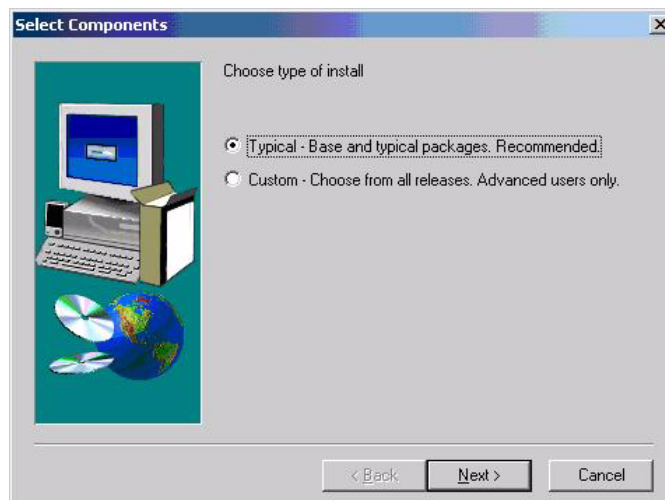 Select Components
Choose type of install
Typical - Base and typical packages. Recommended.
Custom - Choose from all releases. Advanced users only.
< Back
Next >
Cancel